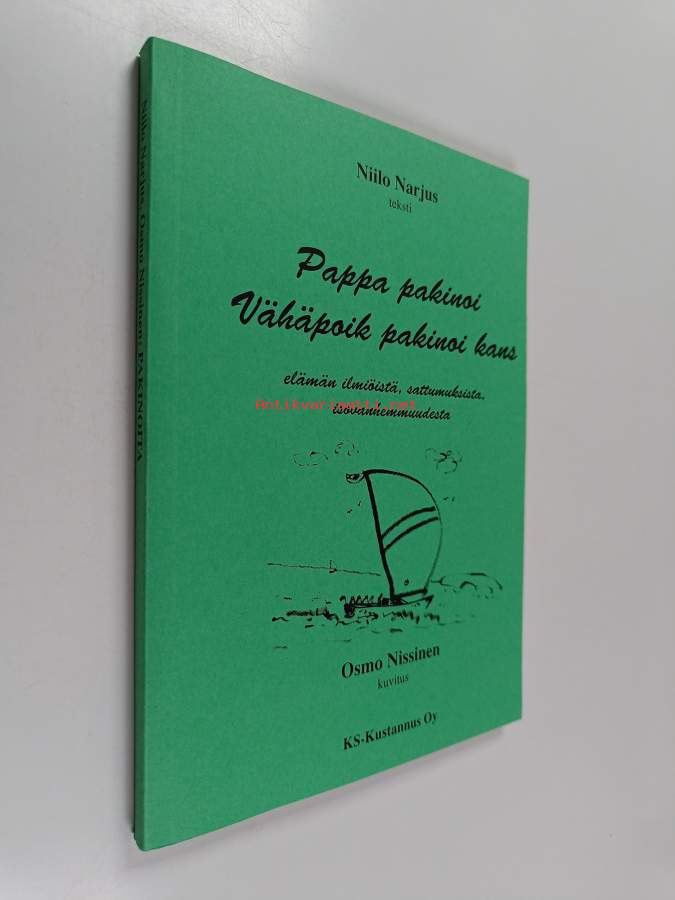 Niilo Narjus, Osmo Nissinen: PAKINOITA
Niilo Narjus
teksti
Pappa pakinoi
Vähäpoik pakinoi kans
elämän ilmiöistä, sattumuksista,
Antikvariaatti.net
isovanhemmuudesta
Osmo Nissinen
kuvitus
KS-Kustannus Oy